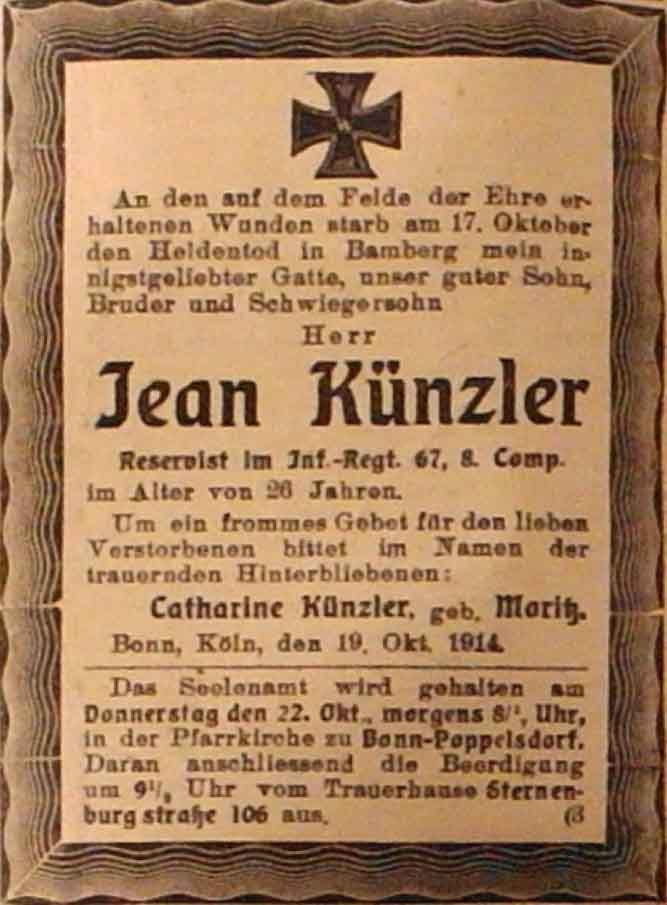 An den auf dem Felde der Ehre er-
haltenen Wunden starb am 17. Oktober
den Heldentod in Bamberg mein in-
nigstgeliebter Gatte, unser guter Sohn,
Bruder und Schwiegersohn
Herr
Jean Künzler
Reservist im Inf.-Regt. 67, 8. Comp.
im Alter von 26 Jahren.
Um ein frommes Gebet für den lieben
Verstorbenen bittet im Namen der
trauernden Hinterbliebenen:
Catharine Künzler, geb. Moritz.
Bonn, Köln, den 19. Okt. 1914.
Das Seelenamt wird gehalten am
Donnerstag den 22. Okt., morgens 8½ Uhr,
in der Pfarrkirche zu Bonn-Poppelsdorf.
Daran anschliessend die Beerdigung
um 9½ Uhr vom Trauerhause Sternen-
burgstraße 106 aus. (3